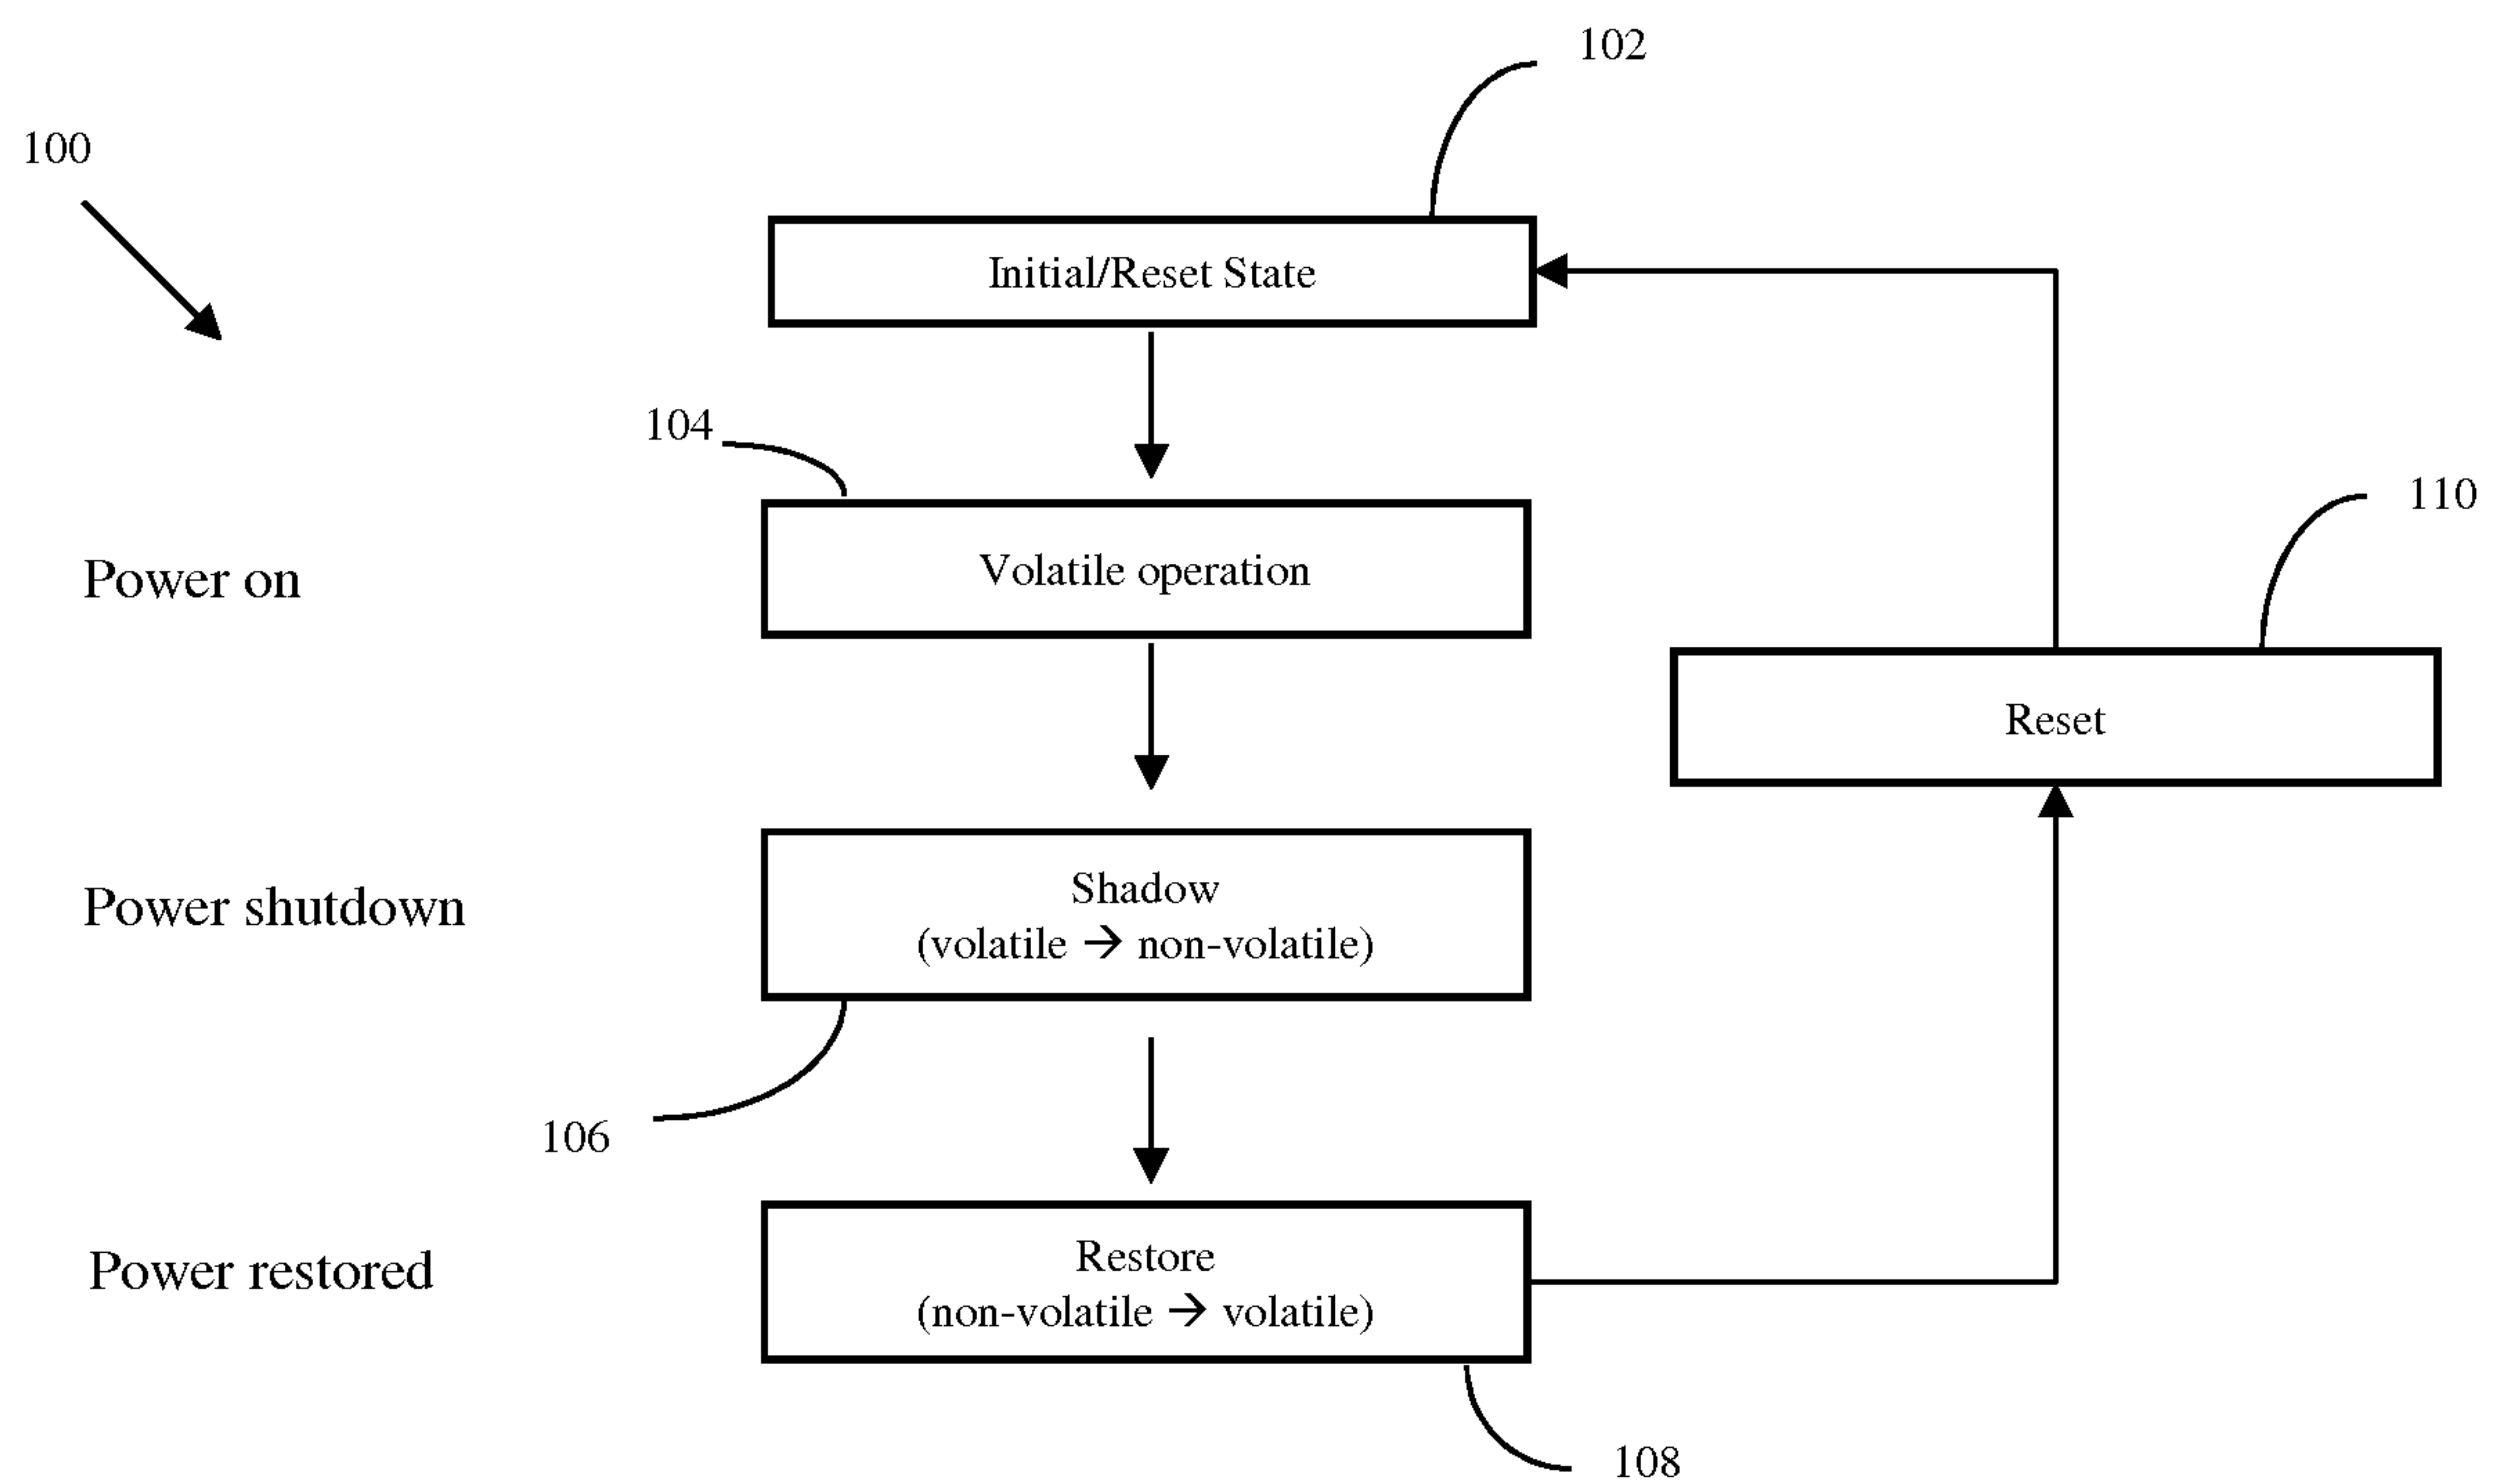 102
100
Initial/Reset State
104
Power on
Volatile operation
110
Reset
Power shutdown
Shadow
(volatile → non-volatile)
106
Power restored
Restore
(non-volatile → volatile)
108